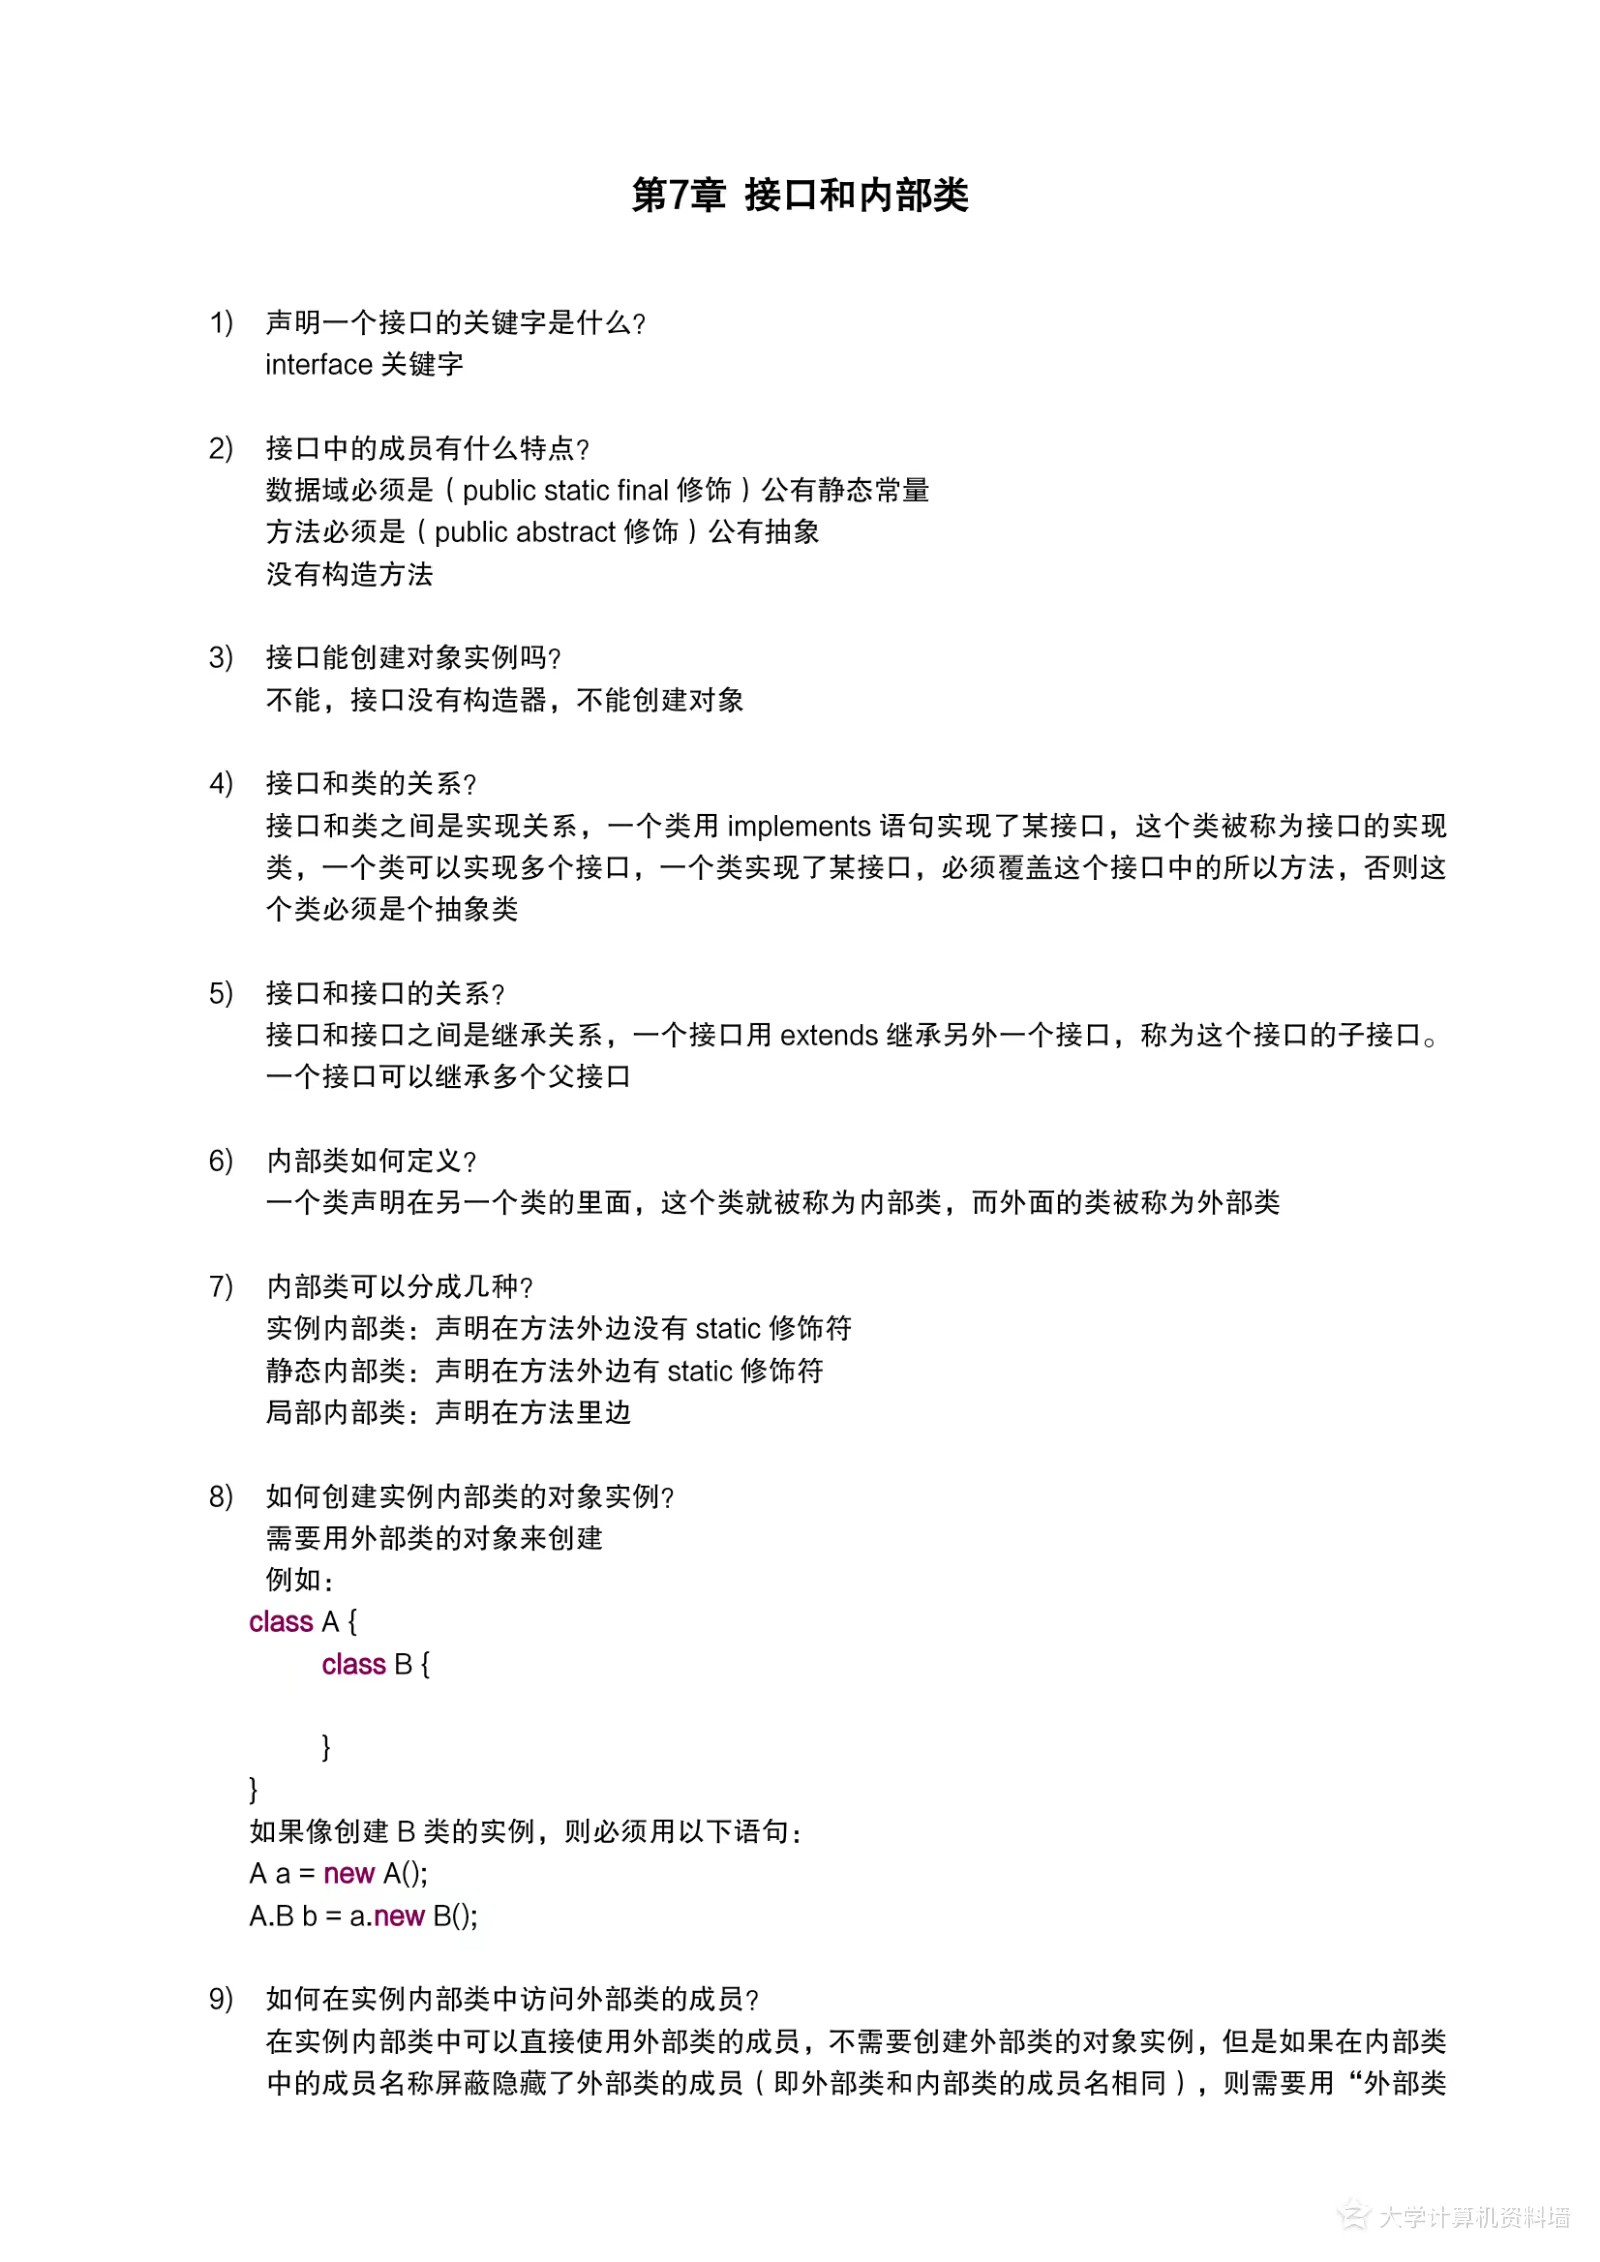 第7章 接口和内部类
1) 声明一个接口的关键字是什么?
interface 关键字
2) 接口中的成员有什么特点?
数据域必须是（public static final 修饰）公有静态常量
方法必须是（public abstract 修饰）公有抽象
没有构造方法
3) 接口能创建对象实例吗?
不能，接口没有构造器，不能创建对象
4) 接口和类的关系?
接口和类之间是实现关系，一个类用 implements 语句实现了某接口，这个类被称为接口的实现
类，一个类可以实现多个接口，一个类实现了某接口，必须覆盖这个接口中的所以方法，否则这
个类必须是个抽象类
5) 接口和接口的关系?
接口和接口之间是继承关系，一个接口用 extends 继承另外一个接口，称为这个接口的子接口。
一个接口可以继承多个父接口
6) 内部类如何定义?
一个类声明在另一个类的里面，这个类就被称为内部类，而外面的类被称为外部类
7) 内部类可以分成几种?
实例内部类：声明在方法外边没有 static 修饰符
静态内部类：声明在方法外边有 static 修饰符
局部内部类：声明在方法里边
8) 如何创建实例内部类的对象实例?
需要用外部类的对象来创建
例如：
class A {
class B {
}
}
如果像创建 B 类的实例，则必须用以下语句：
A a = new A();
A.B b = a.new B();
9) 如何在实例内部类中访问外部类的成员?
在实例内部类中可以直接使用外部类的成员，不需要创建外部类的对象实例，但是如果在内部类
中的成员名称屏蔽隐藏了外部类的成员（即外部类和内部类的成员名相同），则需要用“外部类
大学计算机资料墙